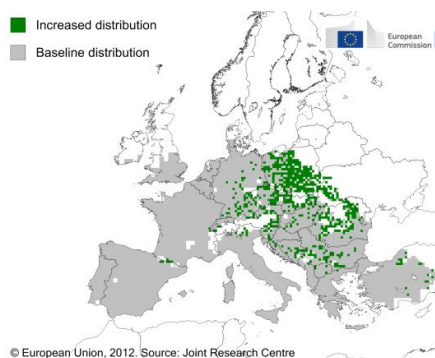 Increased distribution
Baseline distribution
European
Commission
© European Union, 2012. Source: Joint Research Centre